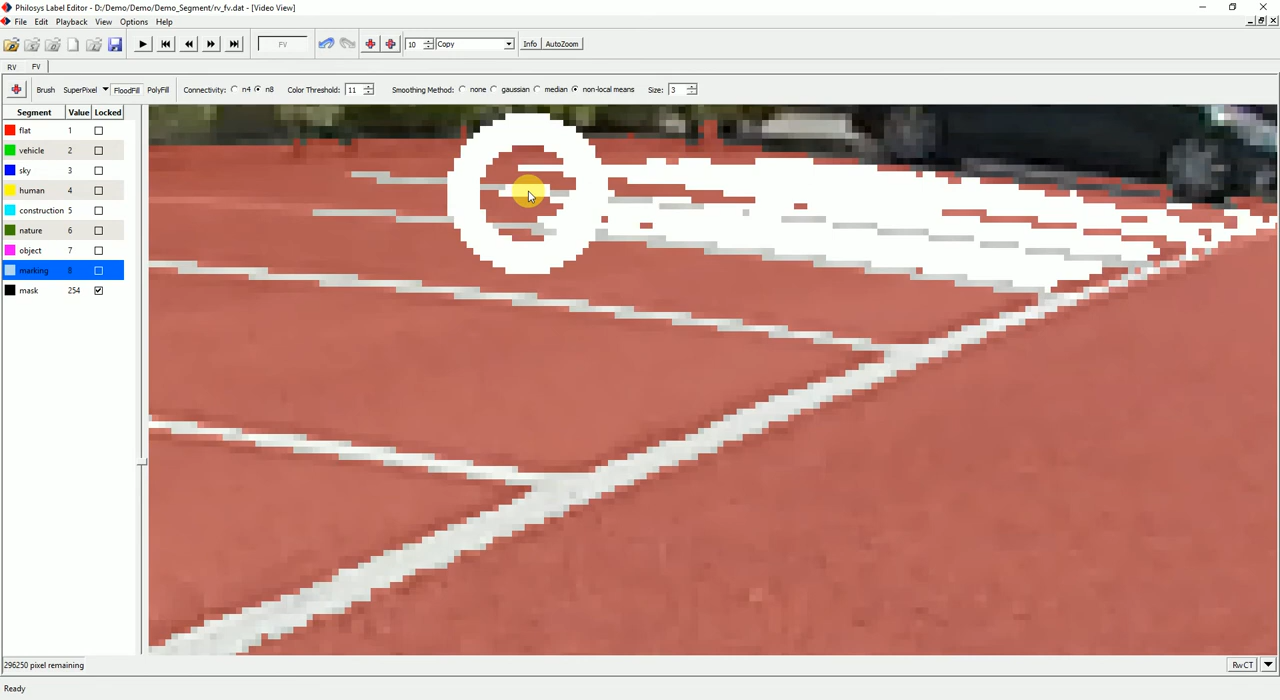 Philosys Label Editor - D:/Demo/Demo/Demo_Segment/rv_fv.dat - [Video View]
File Edit Playback View Options Help
FV 10 Copy Info AutoZoom
RV FV
Brush SuperPixel FloodFill PolyFill Connectivity: n4 n8 Color Threshold: 11 Smoothing Method: none gaussian median non-local means Size: 3
Segment Value Locked
flat 1
vehicle 2
sky 3
human 4
construction 5
nature 6
object 7
marking 8
mask 254
296250 pixel remaining RwCT
Ready